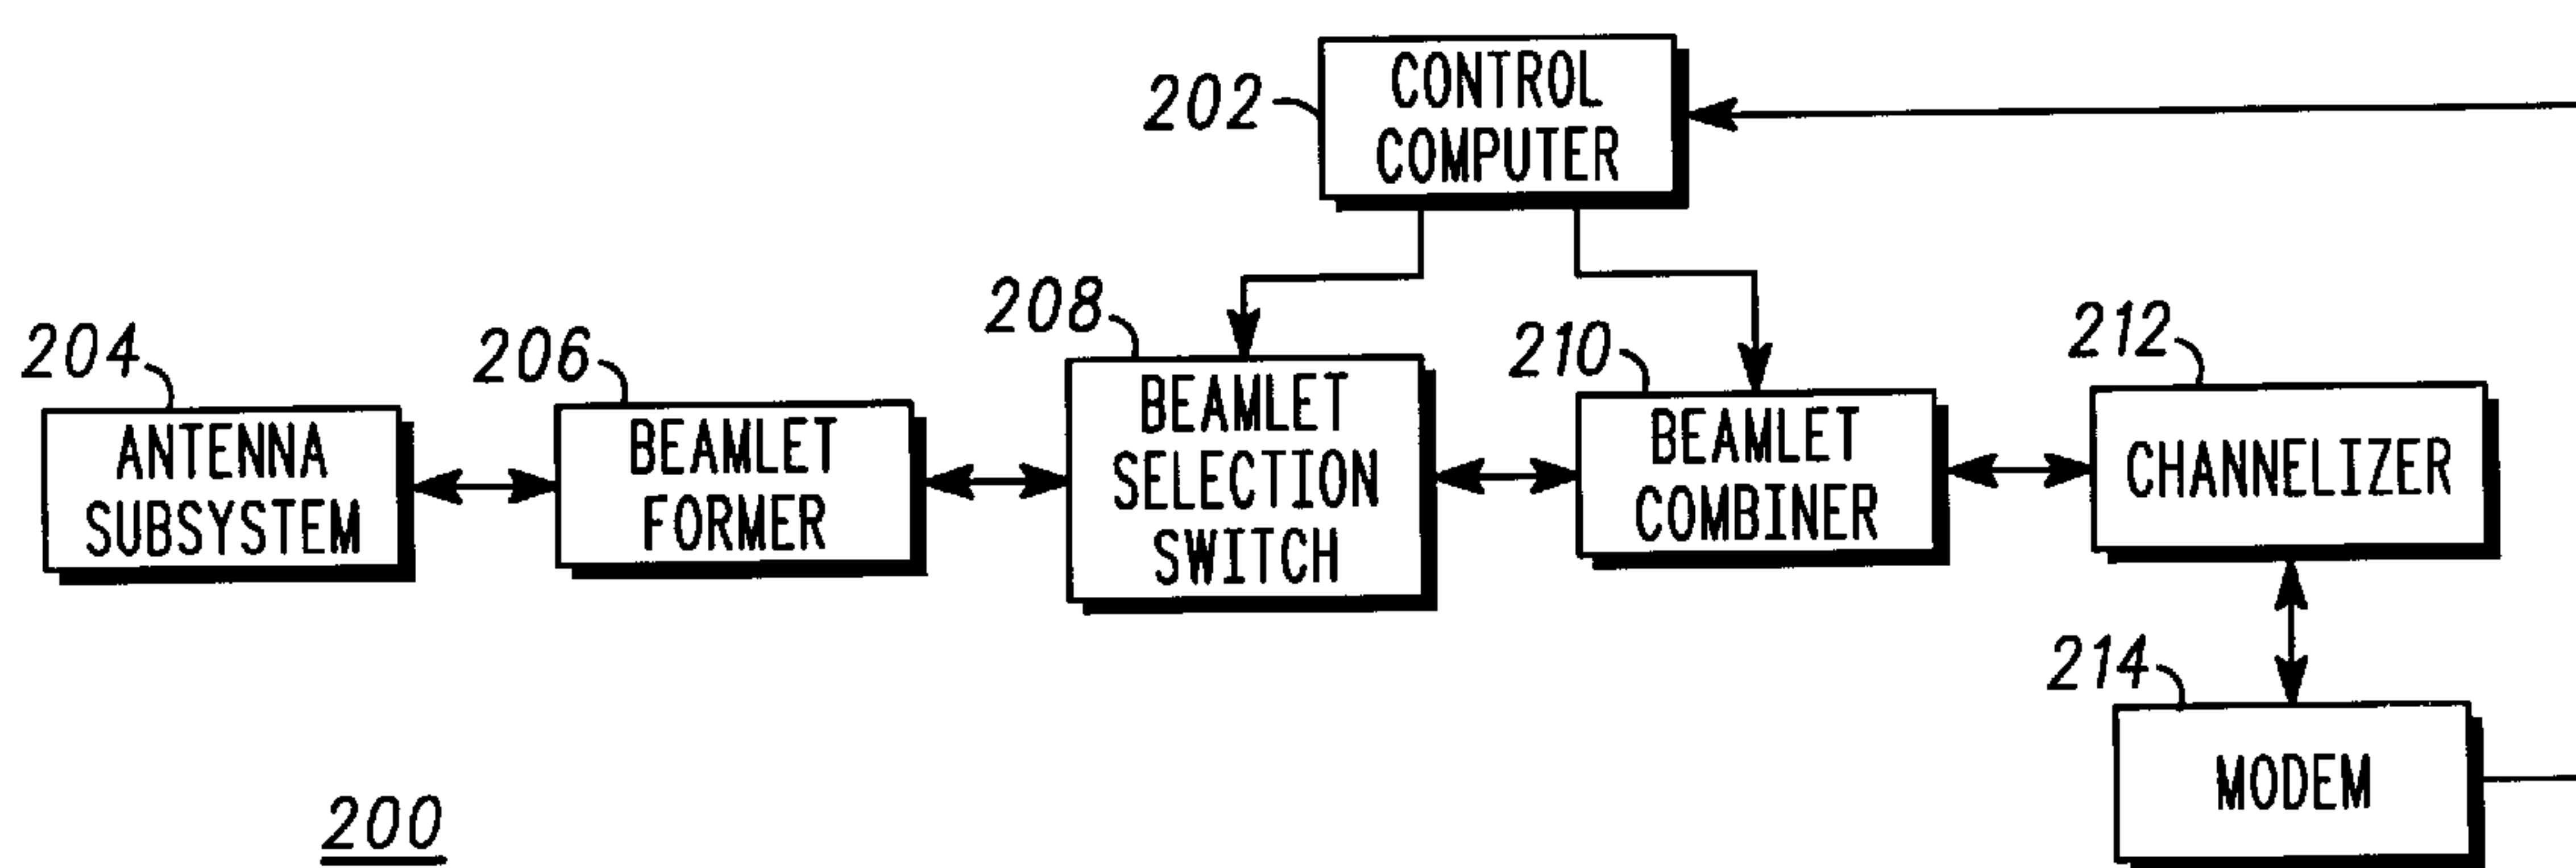 202
CONTROL
COMPUTER
204
ANTENNA
SUBSYSTEM
206
BEAMLET
FORMER
208
BEAMLET
SELECTION
SWITCH
210
BEAMLET
COMBINER
212
CHANNELIZER
214
MODEM
200